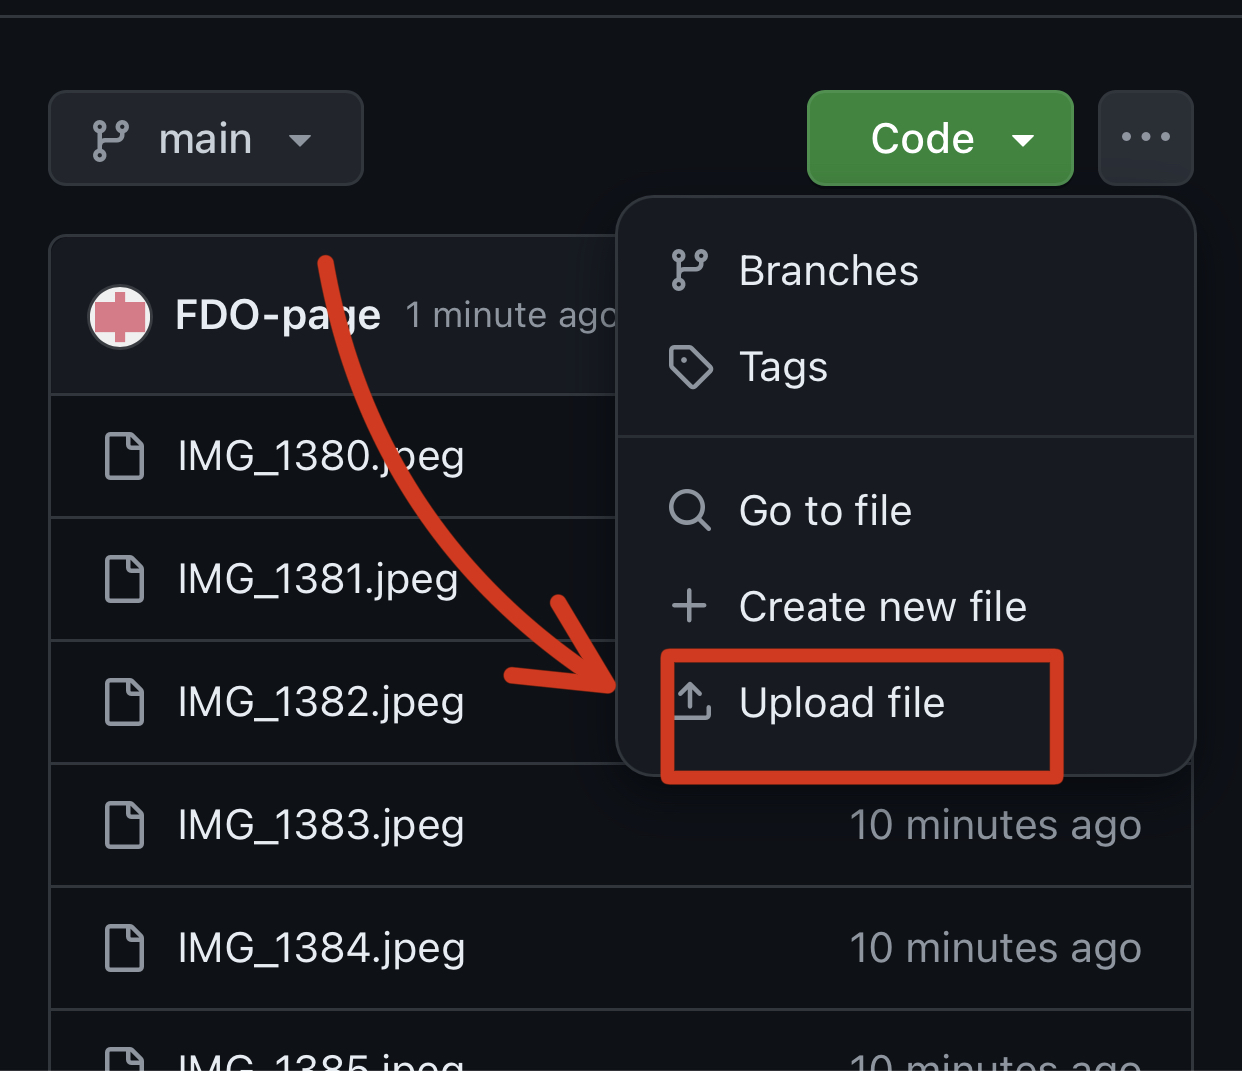 main
Code
FDO-page 1 minute ago
Branches
Tags
Go to file
Create new file
Upload file
IMG_1380.jpeg
IMG_1381.jpeg
IMG_1382.jpeg
IMG_1383.jpeg 10 minutes ago
IMG_1384.jpeg 10 minutes ago
IMG_1385.jpeg 10 minutes ago